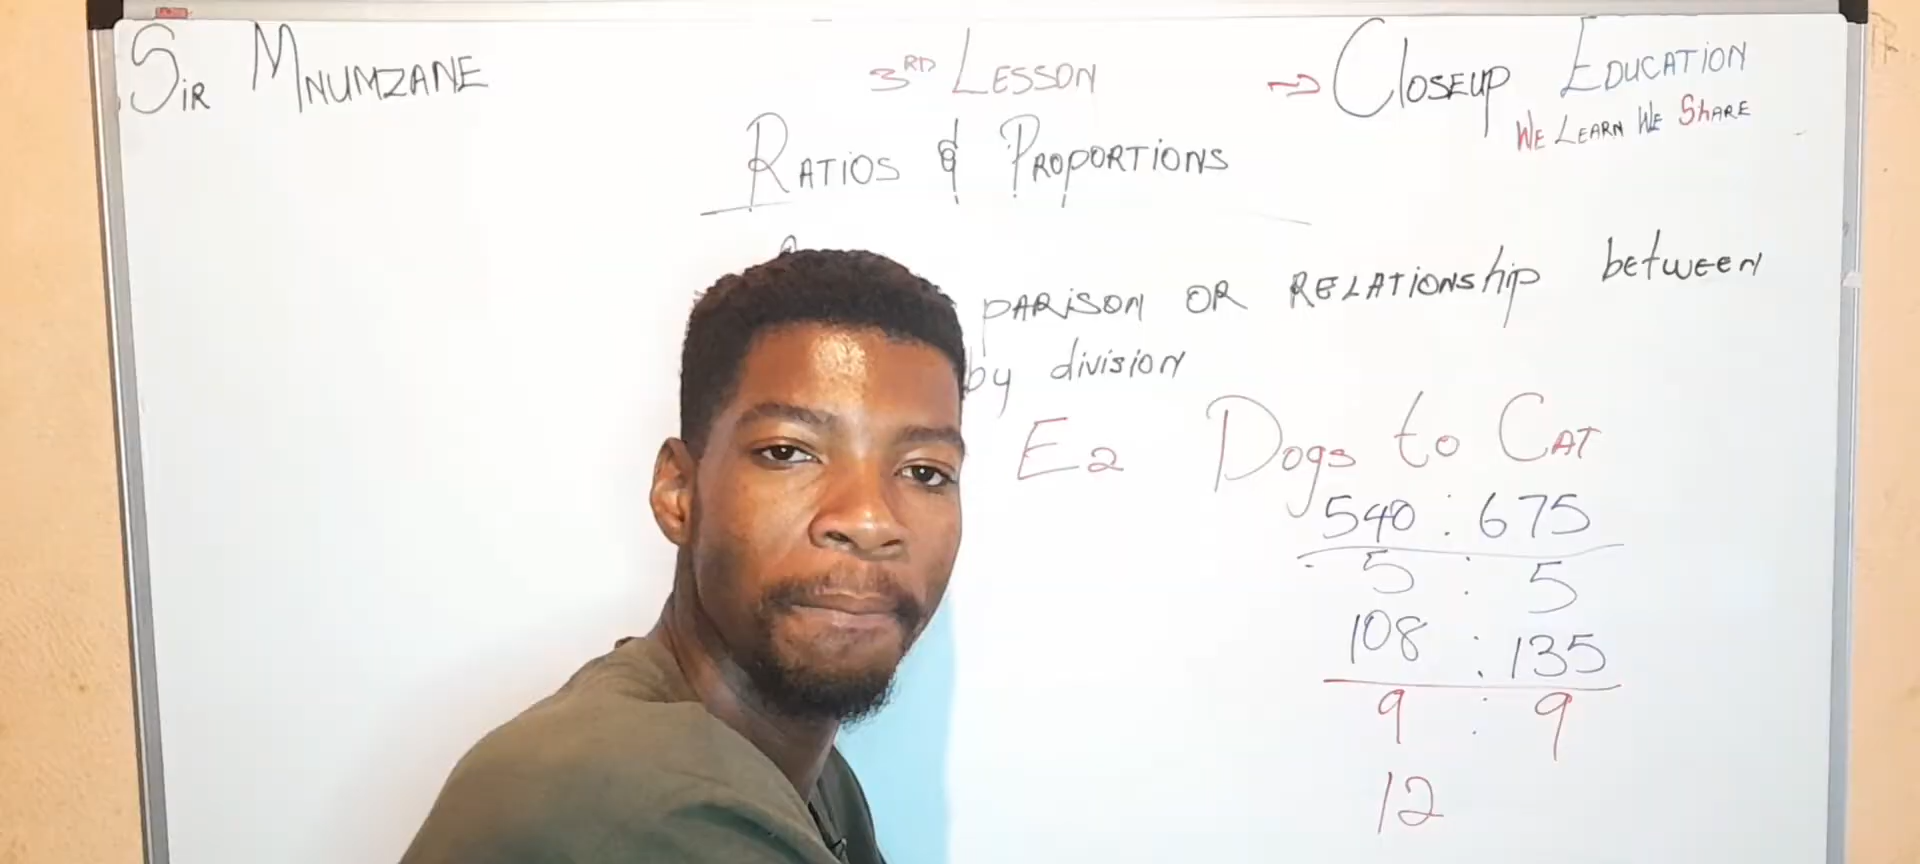 Sir MNUMZANE
3RD LESSON
→ CLOSEUP EDUCATION
WE LEARN WE ShARE
RATiOS & PROPORTiONS
PARiSON OR RELATiONShip between
by division
E2 Dogs to CAT
540 : 675
5 : 5
108 : 135
9 : 9
12